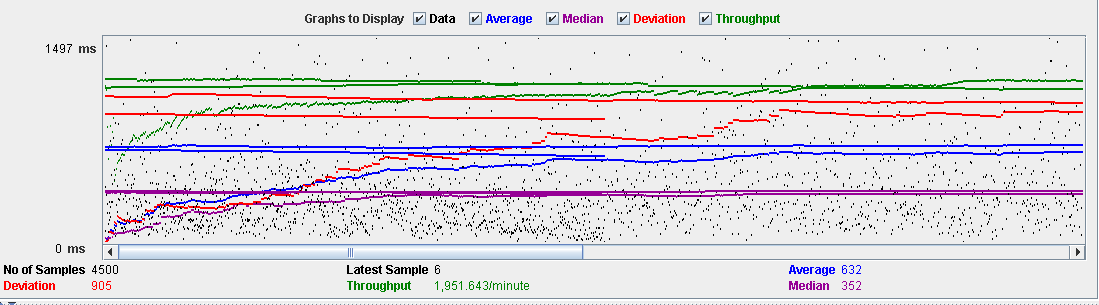 Graphs to Display Data Average Median Deviation Throughput
1497 ms
0 ms
No of Samples 4500 Latest Sample 6 Average 632
Deviation 905 Throughput 1,951.643/minute Median 352